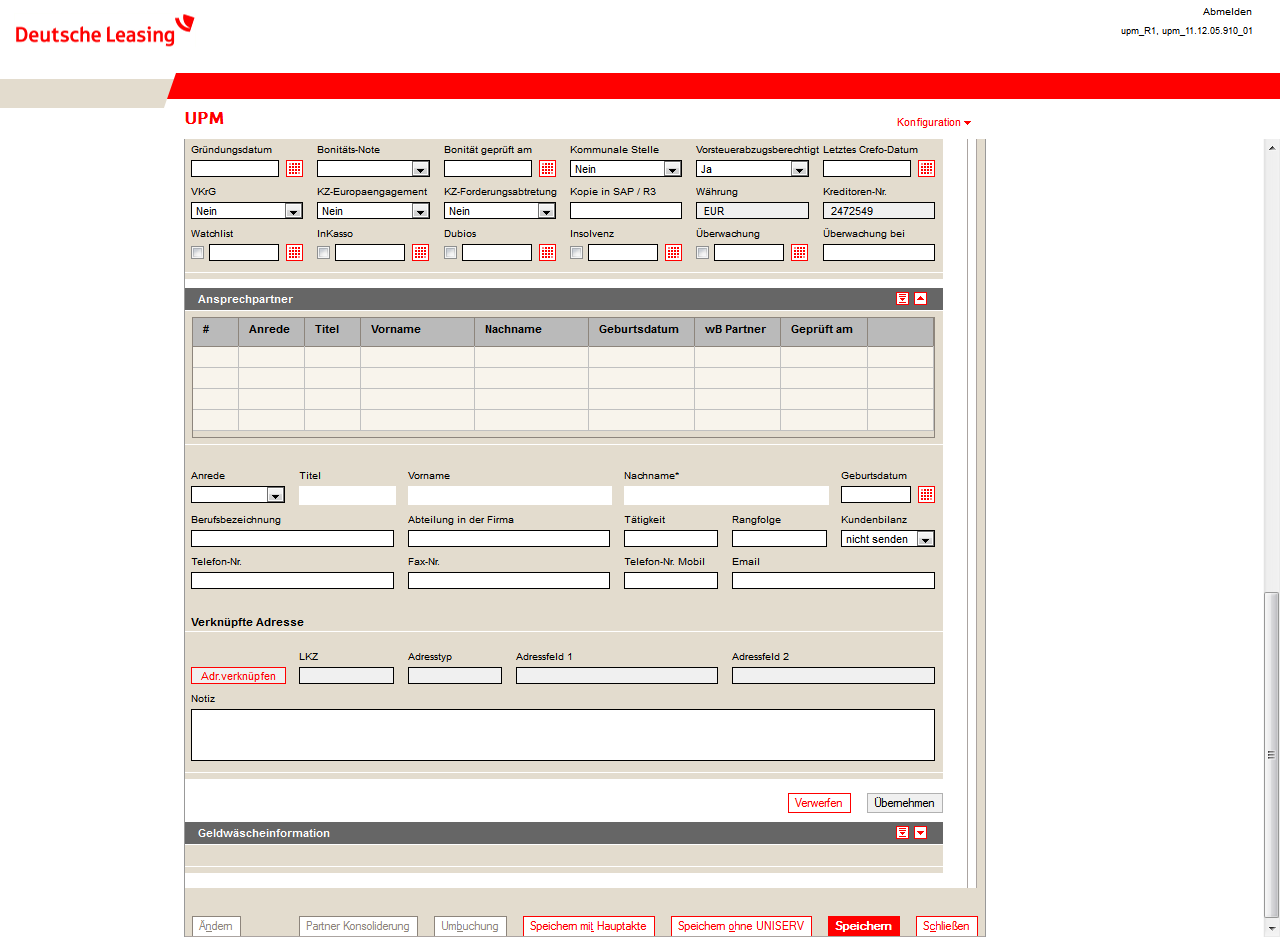 Deutsche Leasing
Abmelden
upm_R1, upm_11.12.05.910_01
UPM
Konfiguration
Gründungsdatum Bonitäts-Note Bonität geprüft am Kommunale Stelle Vorsteuerabzugsberechtigt Letztes Crefo-Datum
Nein Ja
VKrG KZ-Europaengagement KZ-Forderungsabtretung Kopie in SAP / R3 Währung Kreditoren-Nr.
Nein Nein Nein EUR 2472549
Watchlist InKasso Dubios Insolvenz Überwachung Überwachung bei
Ansprechpartner
# Anrede Titel Vorname Nachname Geburtsdatum wB Partner Geprüft am
Anrede Titel Vorname Nachname* Geburtsdatum
Berufsbezeichnung Abteilung in der Firma Tätigkeit Rangfolge Kundenbilanz
nicht senden
Telefon-Nr. Fax-Nr. Telefon-Nr. Mobil Email
Verknüpfte Adresse
LKZ Adresstyp Adressfeld 1 Adressfeld 2
Adr.verknüpfen
Notiz
Verwerfen Übernehmen
Geldwäscheinformation
Ändern Partner Konsolidierung Umbuchung Speichern mit Hauptakte Speichern ohne UNISERV Speichern Schließen